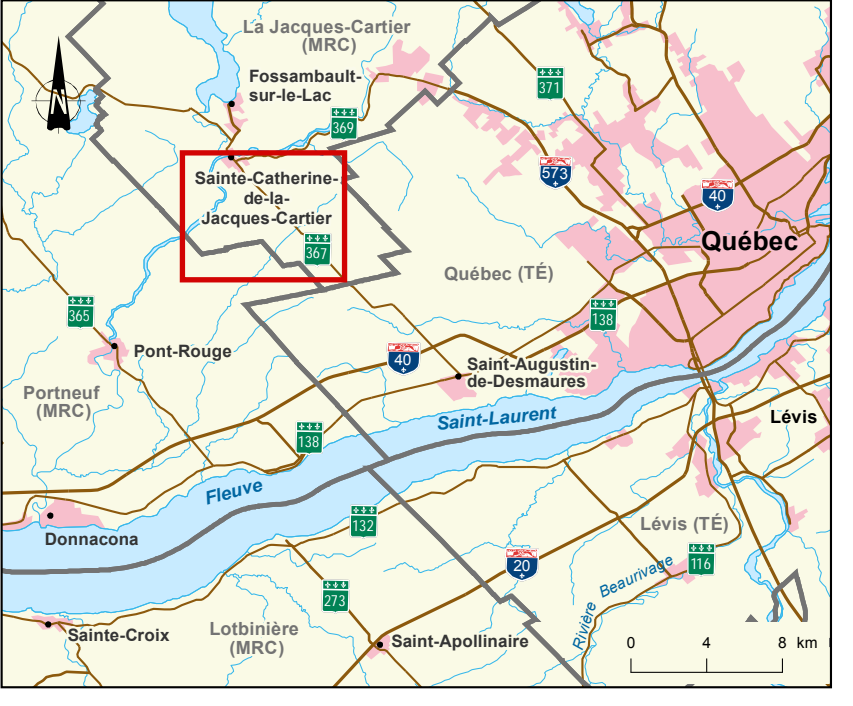 La Jacques-Cartier
(MRC)
N
Fossambault-
sur-le-Lac
371
369
573
40
Sainte-Catherine-
de-la-
Jacques-Cartier
367
Québec
Québec (TÉ)
365
138
Pont-Rouge
40
Saint-Augustin-
de-Desmaures
Portneuf
(MRC)
Saint-Laurent
Lévis
138
Fleuve
132
Donnacona
Lévis (TÉ)
20
116
Rivière Beaurivage
273
Sainte-Croix
Lotbinière
(MRC)
Saint-Apollinaire
0 4 8 km